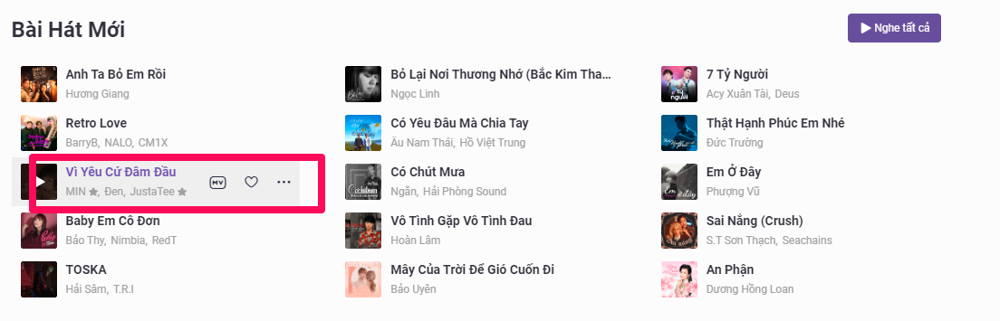 Bài Hát Mới
Nghe tất cả
Anh Ta Bỏ Em Rồi
Hương Giang
Retro Love
BarryB, NALO, CM1X
Vì Yêu Cứ Đâm Đầu
MIN, Đen, JustaTee
MV
Baby Em Cô Đơn
Bảo Thy, Nimbia, RedT
TOSKA
Hải Sâm, T.R.I
Bỏ Lại Nơi Thương Nhớ (Bắc Kim Tha...
Ngọc Linh
Có Yêu Đâu Mà Chia Tay
Âu Nam Thái, Hồ Việt Trung
Có Chút Mưa
Ngắn, Hải Phòng Sound
Vô Tình Gặp Vô Tình Đau
Hoàn Lâm
Mây Của Trời Để Gió Cuốn Đi
Bảo Uyên
7 Tỷ Người
Acy Xuân Tài, Deus
Thật Hạnh Phúc Em Nhé
Đức Trường
Em Ở Đây
Phượng Vũ
Sai Nắng (Crush)
S.T Sơn Thạch, Seachains
An Phận
Dương Hồng Loan